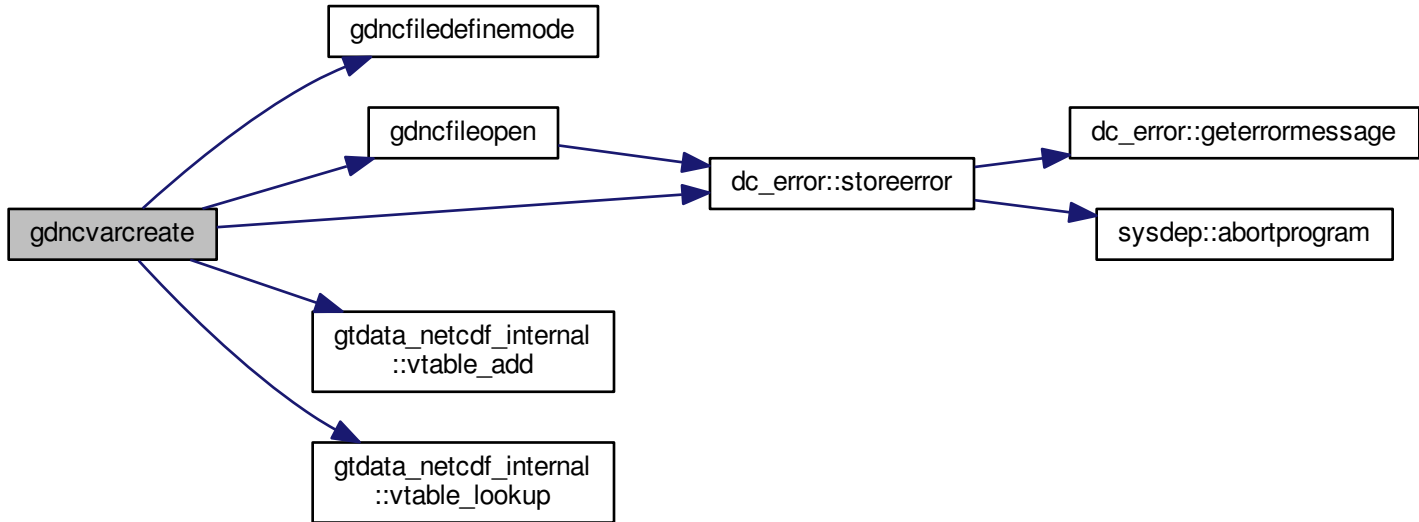 gdncfiledefinemode
gdncfileopen
dc_error::geterrormessage
dc_error::storeerror
gdncvarcreate
sysdep::abortprogram
gtdata_netcdf_internal
::vtable_add
gtdata_netcdf_internal
::vtable_lookup